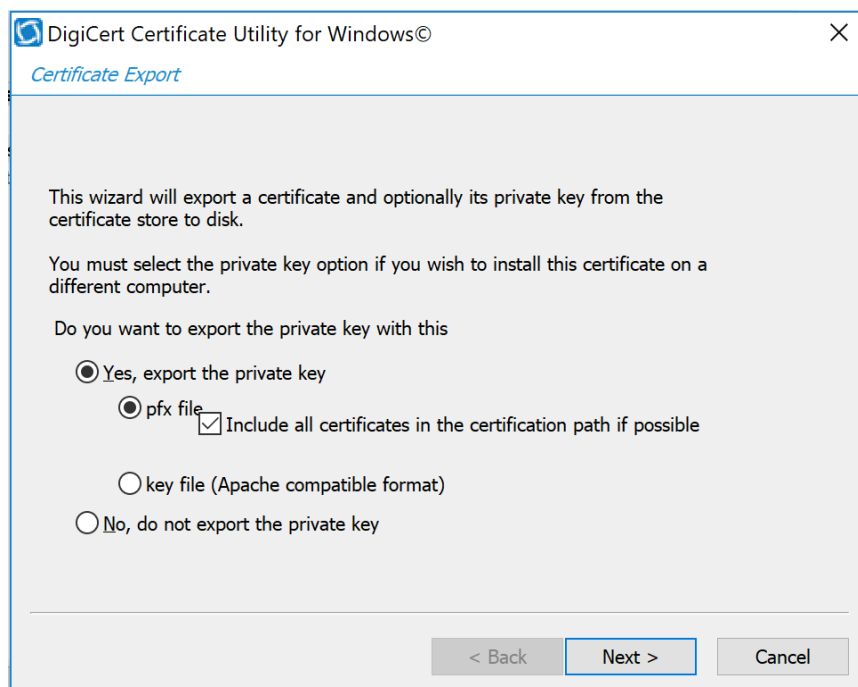 DigiCert Certificate Utility for Windows©
Certificate Export
This wizard will export a certificate and optionally its private key from the
certificate store to disk.
You must select the private key option if you wish to install this certificate on a
different computer.
Do you want to export the private key with this
Yes, export the private key
pfx file
Include all certificates in the certification path if possible
key file (Apache compatible format)
No, do not export the private key
< Back
Next >
Cancel